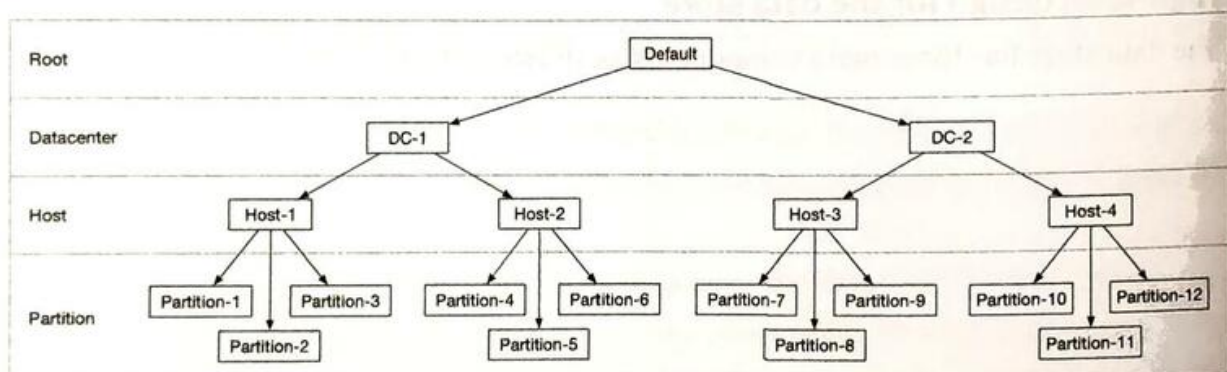 Root
Default
Datacenter
DC-1
DC-2
Host
Host-1
Host-2
Host-3
Host-4
Partition
Partition-1
Partition-2
Partition-3
Partition-4
Partition-5
Partition-6
Partition-7
Partition-8
Partition-9
Partition-10
Partition-11
Partition-12